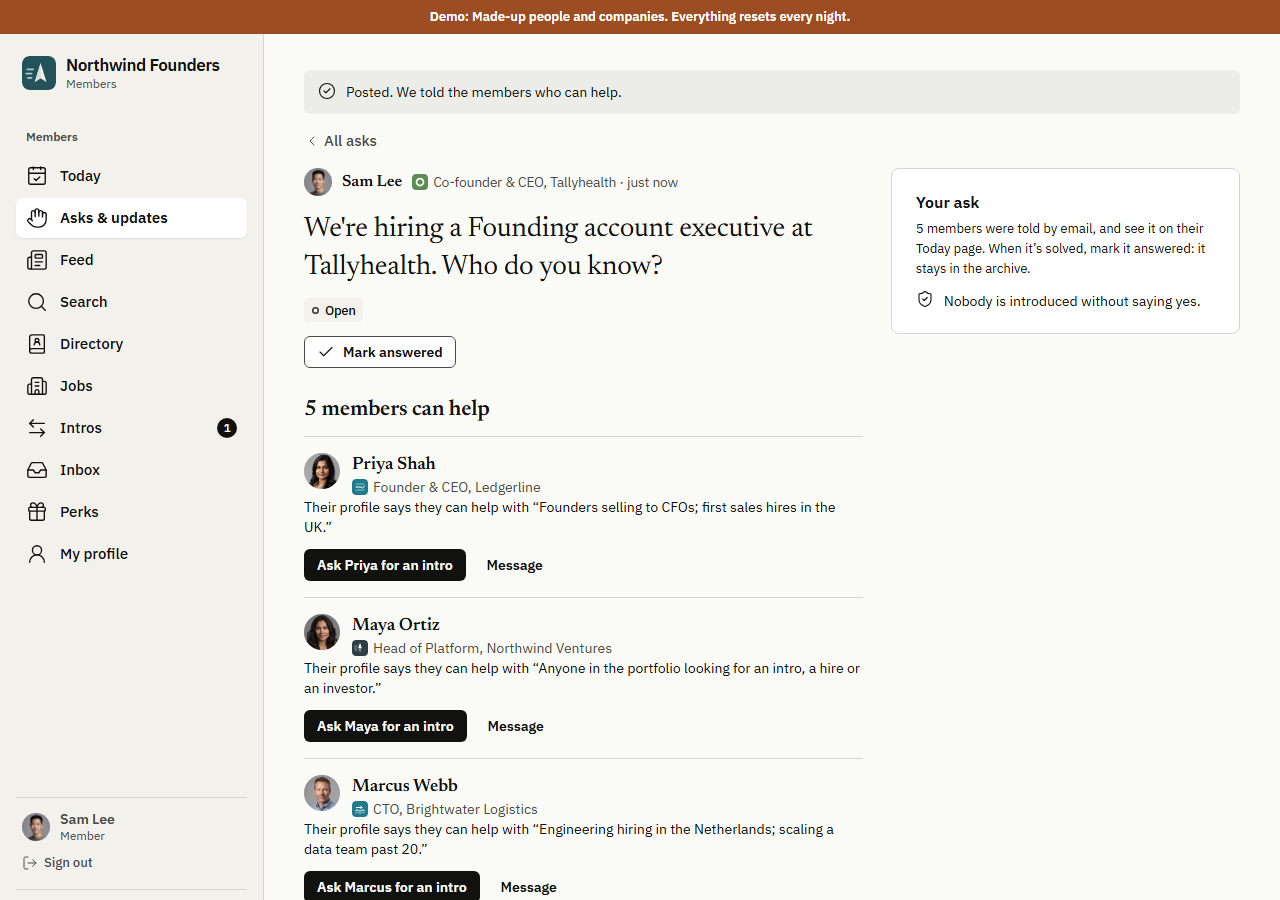 Demo: Made-up people and companies. Everything resets every night.
Northwind Founders
Members
Members
Today
Asks & updates
Feed
Search
Directory
Jobs
Intros
1
Inbox
Perks
My profile
Sam Lee
Member
Sign out
Posted. We told the members who can help.
All asks
Sam Lee Co-founder & CEO, Tallyhealth · just now
We're hiring a Founding account executive at
Tallyhealth. Who do you know?
Open
Mark answered
5 members can help
Priya Shah
Founder & CEO, Ledgerline
Their profile says they can help with “Founders selling to CFOs; first sales hires in the
UK.”
Ask Priya for an intro Message
Maya Ortiz
Head of Platform, Northwind Ventures
Their profile says they can help with “Anyone in the portfolio looking for an intro, a hire or
an investor.”
Ask Maya for an intro Message
Marcus Webb
CTO, Brightwater Logistics
Their profile says they can help with “Engineering hiring in the Netherlands; scaling a
data team past 20.”
Ask Marcus for an intro Message
Your ask
5 members were told by email, and see it on their
Today page. When it’s solved, mark it answered: it
stays in the archive.
Nobody is introduced without saying yes.